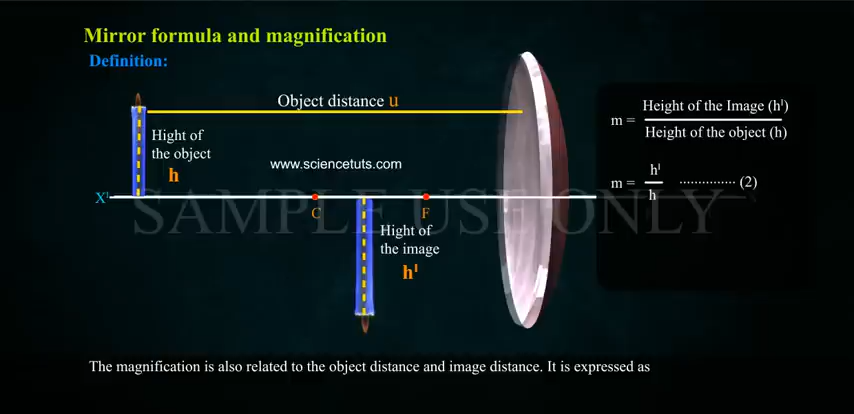 Mirror formula and magnification
Definition:
Object distance u
Hight of
the object
h
www.sciencetuts.com
X^I
C
F
SAMPLE USE ONLY
Hight of
the image
h^I
m = Height of the Image (h^I)
Height of the object (h)
m = h^I
h
.............. (2)
The magnification is also related to the object distance and image distance. It is expressed as